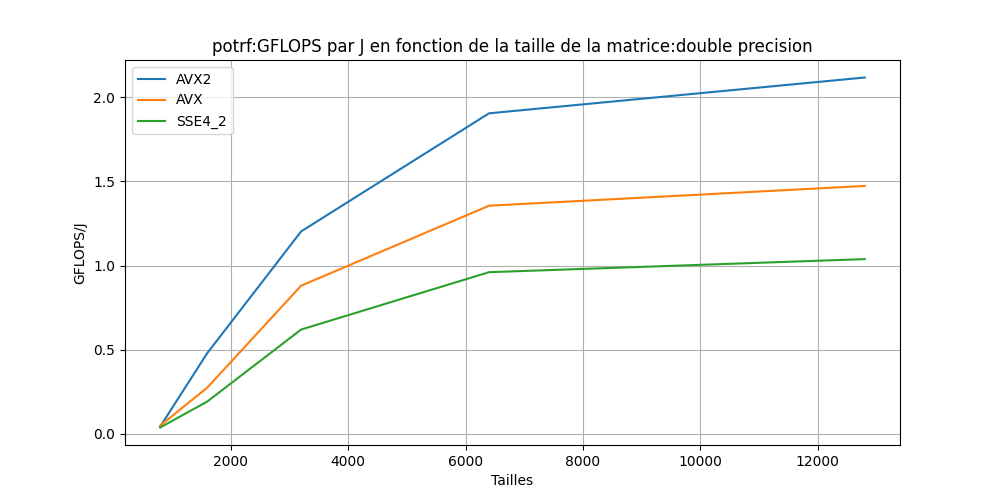 potrf:GFLOPS par J en fonction de la taille de la matrice:double precision
AVX2
AVX
SSE4_2
GFLOPS/J
2.0
1.5
1.0
0.5
0.0
2000 4000 6000 8000 10000 12000
Tailles